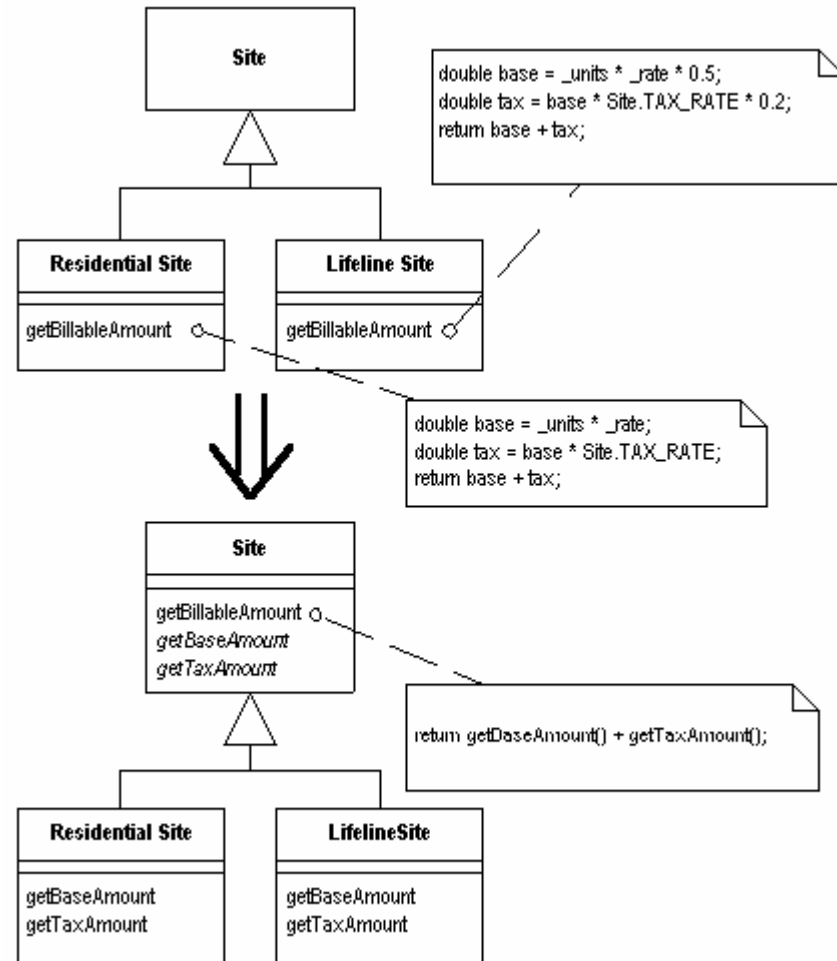 Site
double base = _units * _rate * 0.5;
double tax = base * Site.TAX_RATE * 0.2;
return base + tax;
Residential Site
getBillableAmount
Lifeline Site
getBillableAmount
double base = _units * _rate;
double tax = base * Site.TAX_RATE;
return base + tax;
Site
getBillableAmount
getBaseAmount
getTaxAmount
return getBaseAmount() + getTaxAmount();
Residential Site
getBaseAmount
getTaxAmount
LifelineSite
getBaseAmount
getTaxAmount